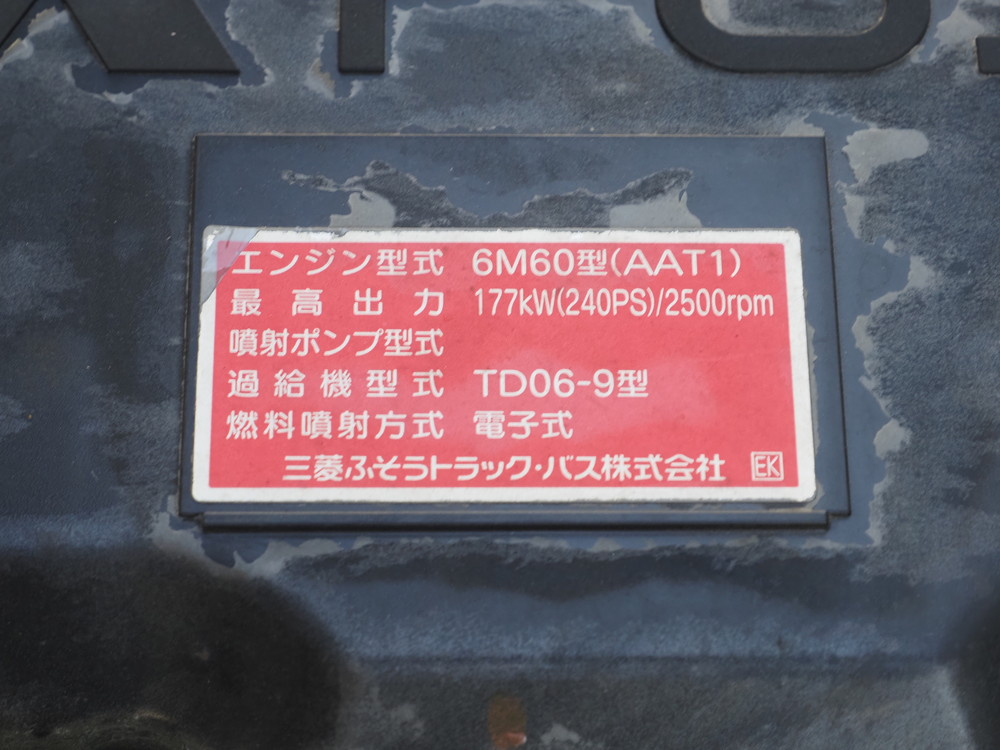 エンジン型式 6M60型(AAT1)
最高出力 177kW(240PS)/2500rpm
噴射ポンプ型式
過給機型式 TD06-9型
燃料噴射方式 電子式
三菱ふそうトラック・バス株式会社 EK